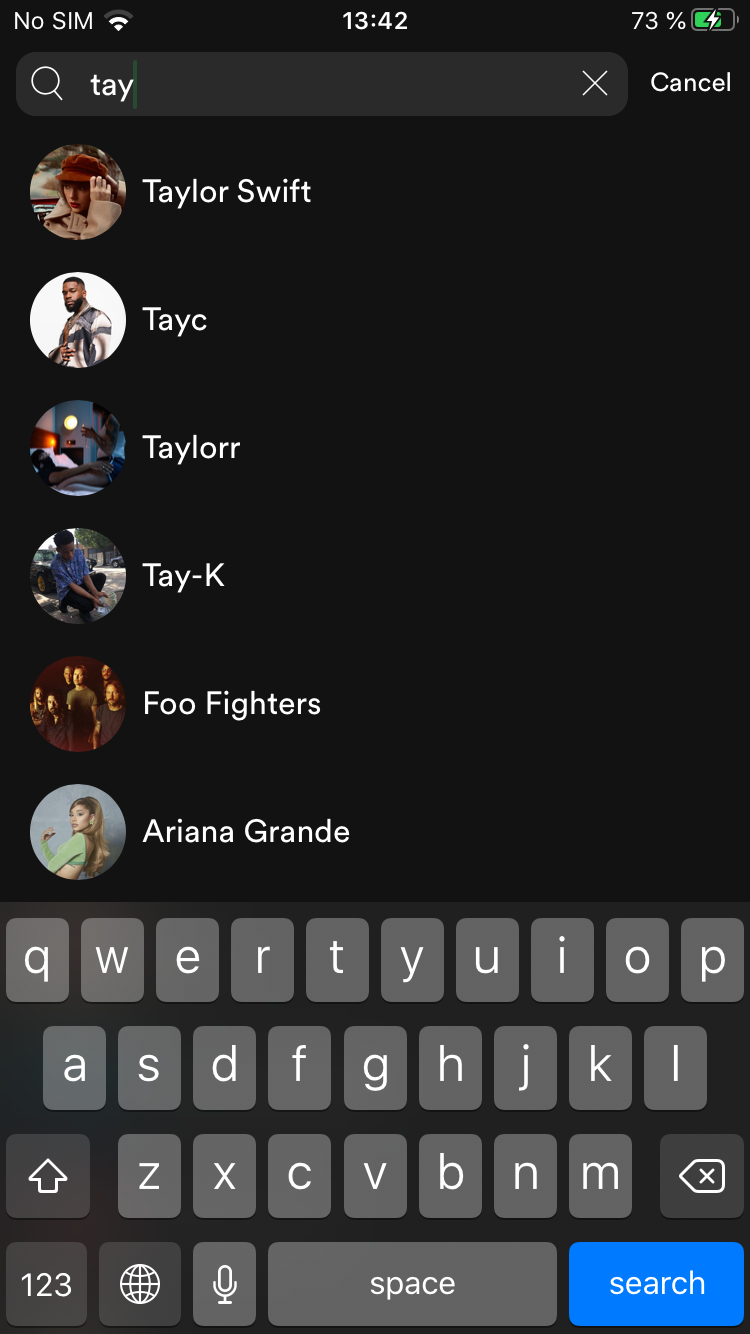 No SIM 13:42 73 %
tay Cancel
Taylor Swift
Tayc
Taylorr
Tay-K
Foo Fighters
Ariana Grande
q w e r t y u i o p
a s d f g h j k l
z x c v b n m
123 space search